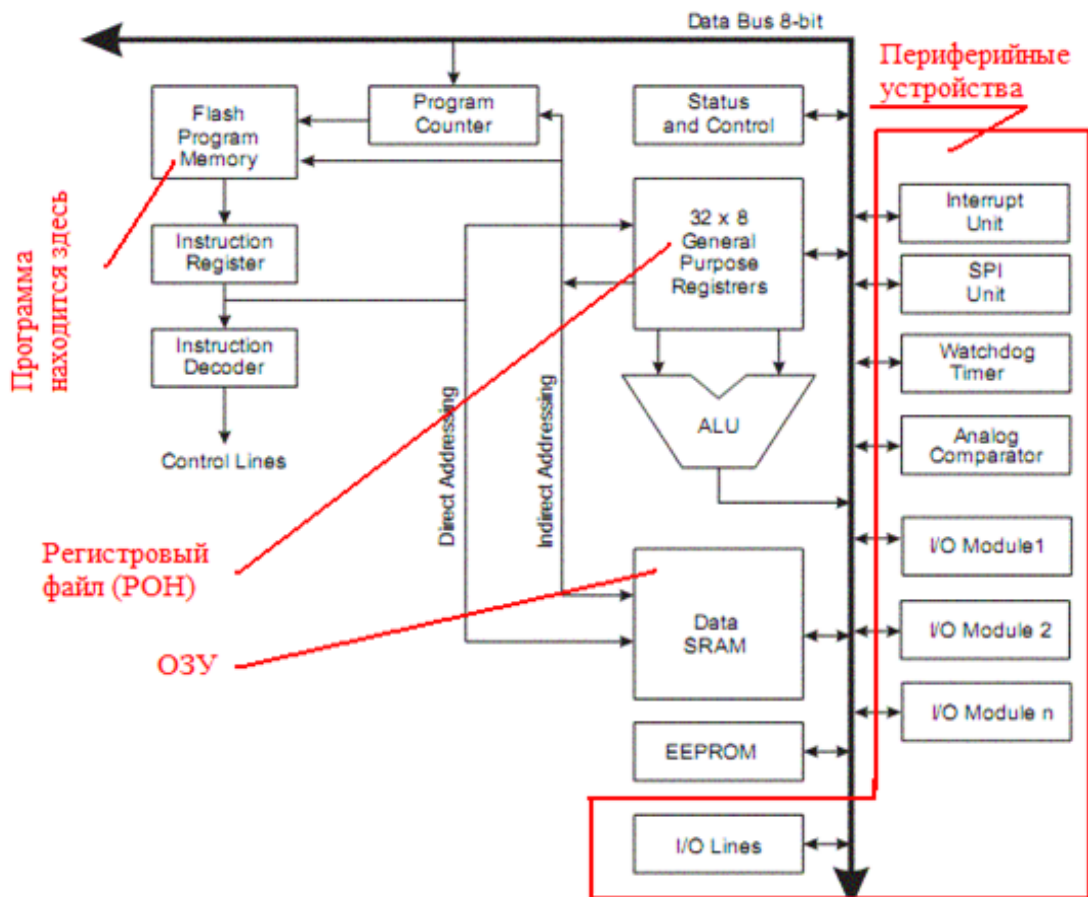 Data Bus 8-bit
Периферийные
устройства
Flash
Program
Memory
Program
Counter
Status
and Control
Программа
находится здесь
Instruction
Register
32 x 8
General
Purpose
Registrers
Interrupt
Unit
SPI
Unit
Instruction
Decoder
Watchdog
Timer
Control Lines
ALU
Analog
Comparator
Direct Addressing
Indirect Addressing
Регистровый
файл (РОН)
I/O Module1
ОЗУ
Data
SRAM
I/O Module 2
I/O Module n
EEPROM
I/O Lines